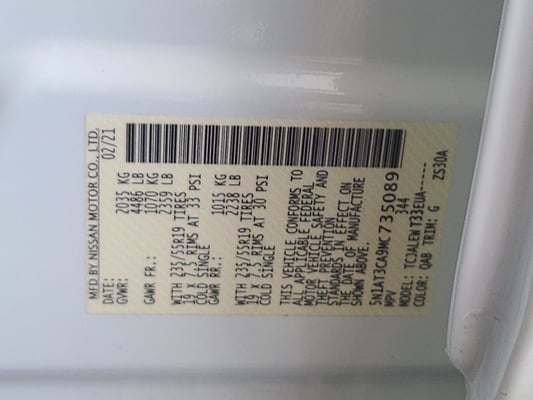 MFD BY NISSAN MOTOR CO., LTD.
DATE: 02/21
GVWR: 2035 KG
4486 LB
GAWR FR.: 1070 KG
2359 LB
WITH 235/55R19 TIRES
19 X 7.5 RIMS AT 33 PSI
COLD SINGLE
GAWR RR.: 1015 KG
2238 LB
WITH 235/55R19 TIRES
19 X 7.5 RIMS AT 30 PSI
COLD SINGLE
THIS VEHICLE CONFORMS TO
ALL APPLICABLE FEDERAL
MOTOR VEHICLE SAFETY AND
THEFT PREVENTION
STANDARDS IN EFFECT ON
THE DATE OF MANUFACTURE
SHOWN ABOVE.
5N1AT3CA9MC735089
MPV 344
MODEL: TCJALEWT33EUA-----
COLOR: QAB TRIM: G ZS30A